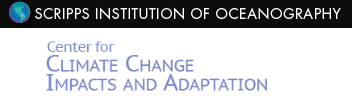 SCRIPPS INSTITUTION OF OCEANOGRAPHY
Center for
CLIMATE CHANGE
IMPACTS AND ADAPTATION